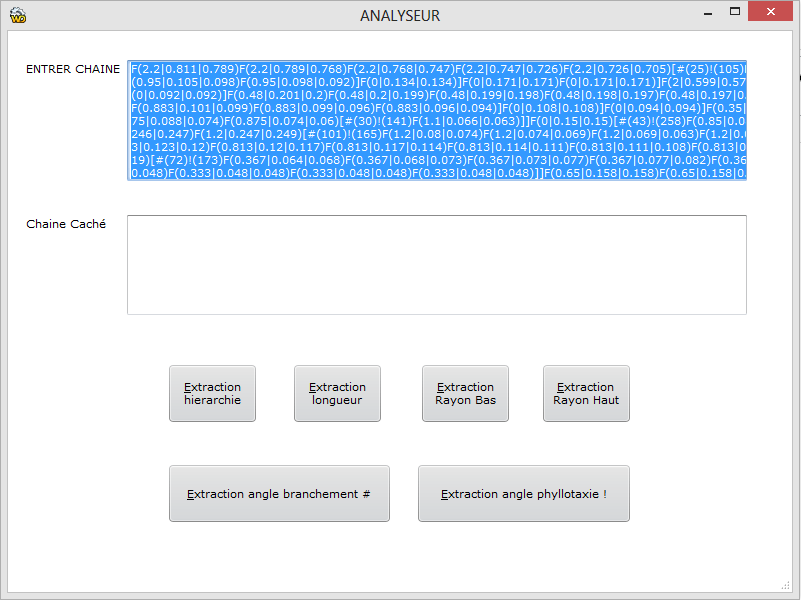 ANALYSEUR
ENTRER CHAINE
F(2.2|0.811|0.789)F(2.2|0.789|0.768)F(2.2|0.768|0.747)F(2.2|0.747|0.726)F(2.2|0.726|0.705)[#(25)!(105)
(0.95|0.105|0.098)F(0.95|0.098|0.092)]F(0|0.134|0.134)]F(0|0.171|0.171)F(0|0.171|0.171)]F(2|0.599|0.57
(0|0.092|0.092)]F(0.48|0.201|0.2)F(0.48|0.2|0.199)F(0.48|0.199|0.198)F(0.48|0.198|0.197)F(0.48|0.197|0.
F(0.883|0.101|0.099)F(0.883|0.099|0.096)F(0.883|0.096|0.094)]F(0|0.108|0.108)]F(0|0.094|0.094)]F(0.35|
75|0.088|0.074)F(0.875|0.074|0.06)[#(30)!(141)F(1.1|0.066|0.063)]]F(0|0.15|0.15)[#(43)!(258)F(0.85|0.0
246|0.247)F(1.2|0.247|0.249)[#(101)!(165)F(1.2|0.08|0.074)F(1.2|0.074|0.069)F(1.2|0.069|0.063)F(1.2|0.0
3|0.123|0.12)F(0.813|0.12|0.117)F(0.813|0.117|0.114)F(0.813|0.114|0.111)F(0.813|0.111|0.108)F(0.813|0
19)[#(72)!(173)F(0.367|0.064|0.068)F(0.367|0.068|0.073)F(0.367|0.073|0.077)F(0.367|0.077|0.082)F(0.36
0.048)F(0.333|0.048|0.048)F(0.333|0.048|0.048)F(0.333|0.048|0.048)]]F(0.65|0.158|0.158)F(0.65|0.158|0.
Chaine Caché
Extraction
hierarchie
Extraction
longueur
Extraction
Rayon Bas
Extraction
Rayon Haut
Extraction angle branchement #
Extraction angle phyllotaxie !